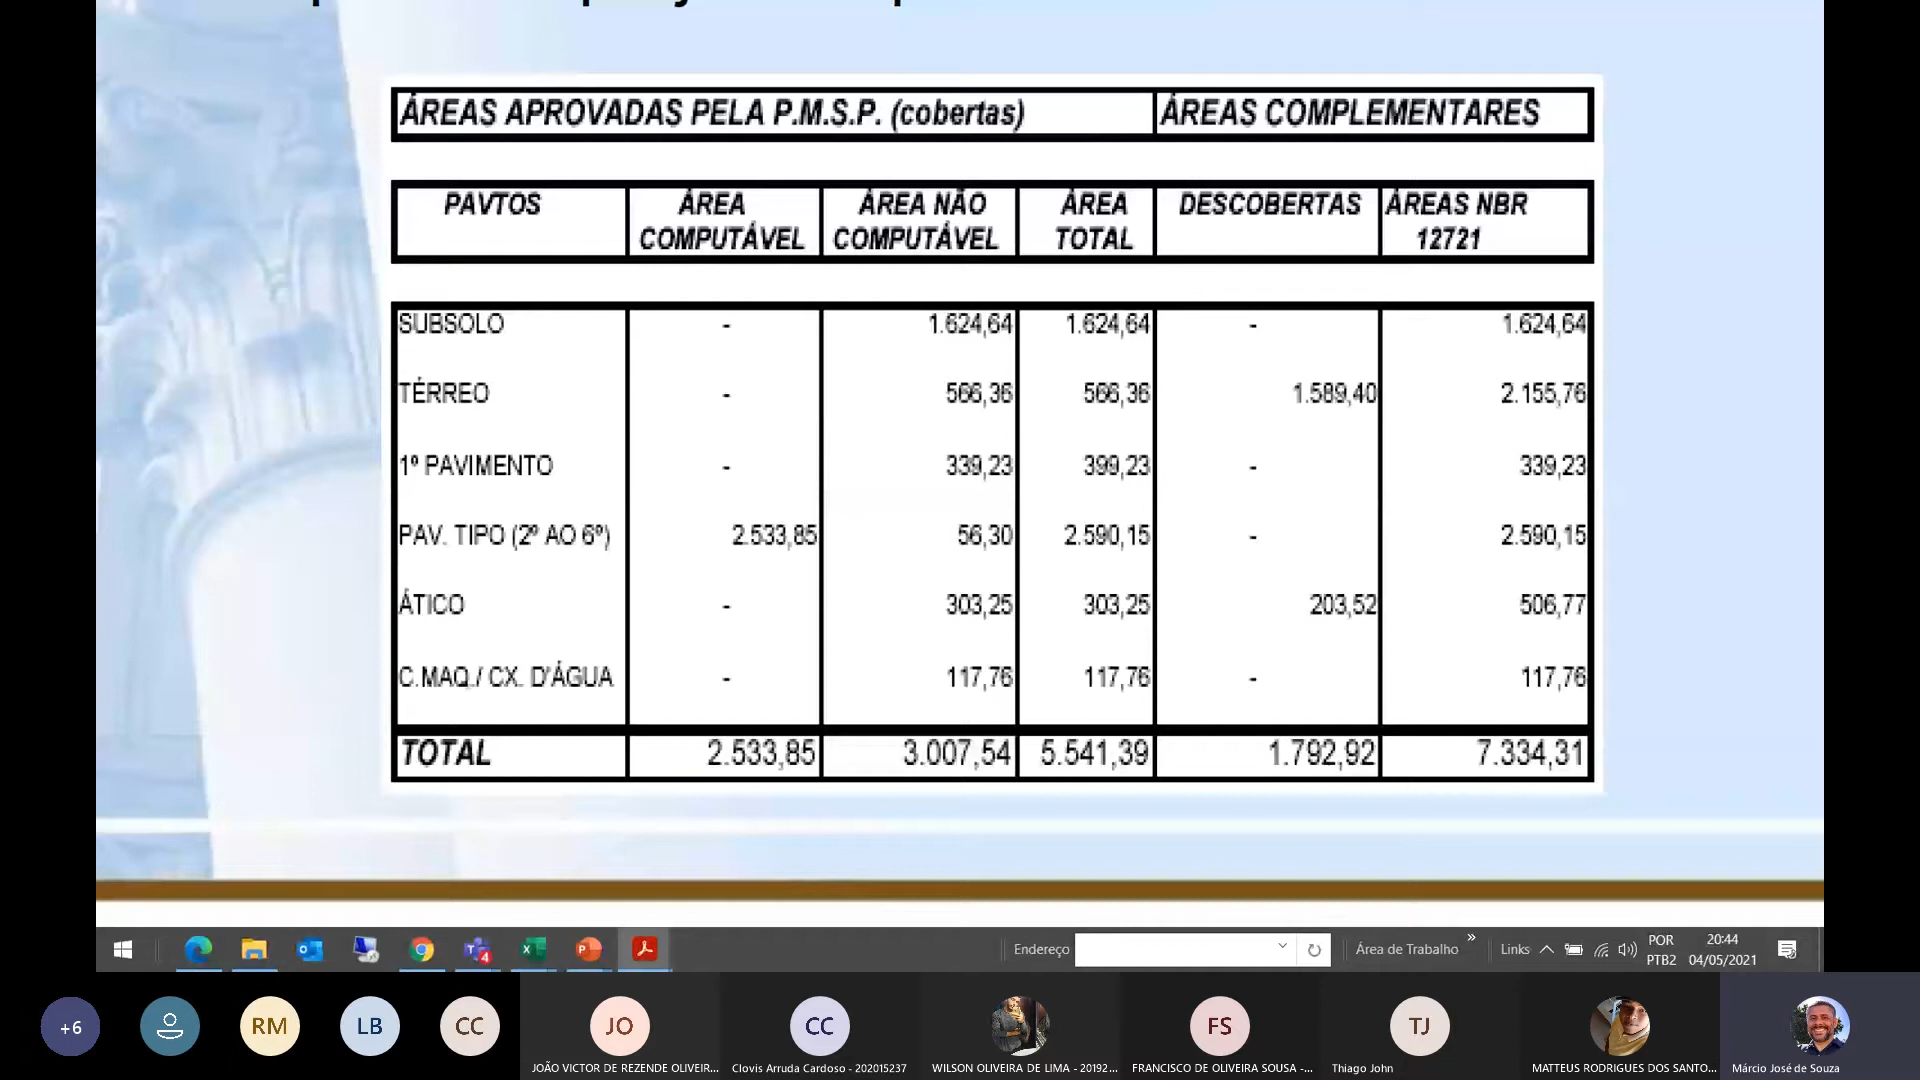 ÁREAS APROVADAS PELA P.M.S.P. (cobertas) ÁREAS COMPLEMENTARES
PAVTOS ÁREA COMPUTÁVEL ÁREA NÃO COMPUTÁVEL ÁREA TOTAL DESCOBERTAS ÁREAS NBR 12721
SUBSOLO - 1.624,64 1.624,64 - 1.624,64
TÉRREO - 566,36 566,36 1.589,40 2.155,76
1º PAVIMENTO - 339,23 399,23 - 339,23
PAV. TIPO (2º AO 6º) 2.533,85 56,30 2.590,15 - 2.590,15
ÁTICO - 303,25 303,25 203,52 506,77
C.MAQ./ CX. D'ÁGUA - 117,76 117,76 - 117,76
TOTAL 2.533,85 3.007,54 5.541,39 1.792,92 7.334,31
Endereço Área de Trabalho » Links POR 20:44
PTB2 04/05/2021
4
+6 RM LB CC JO CC FS TJ
JOÃO VICTOR DE REZENDE OLIVEIR... Clovis Arruda Cardoso - 202015237 WILSON OLIVEIRA DE LIMA - 20192... FRANCISCO DE OLIVEIRA SOUSA -... Thiago John MATTEUS RODRIGUES DOS SANTO... Márcio José de Souza